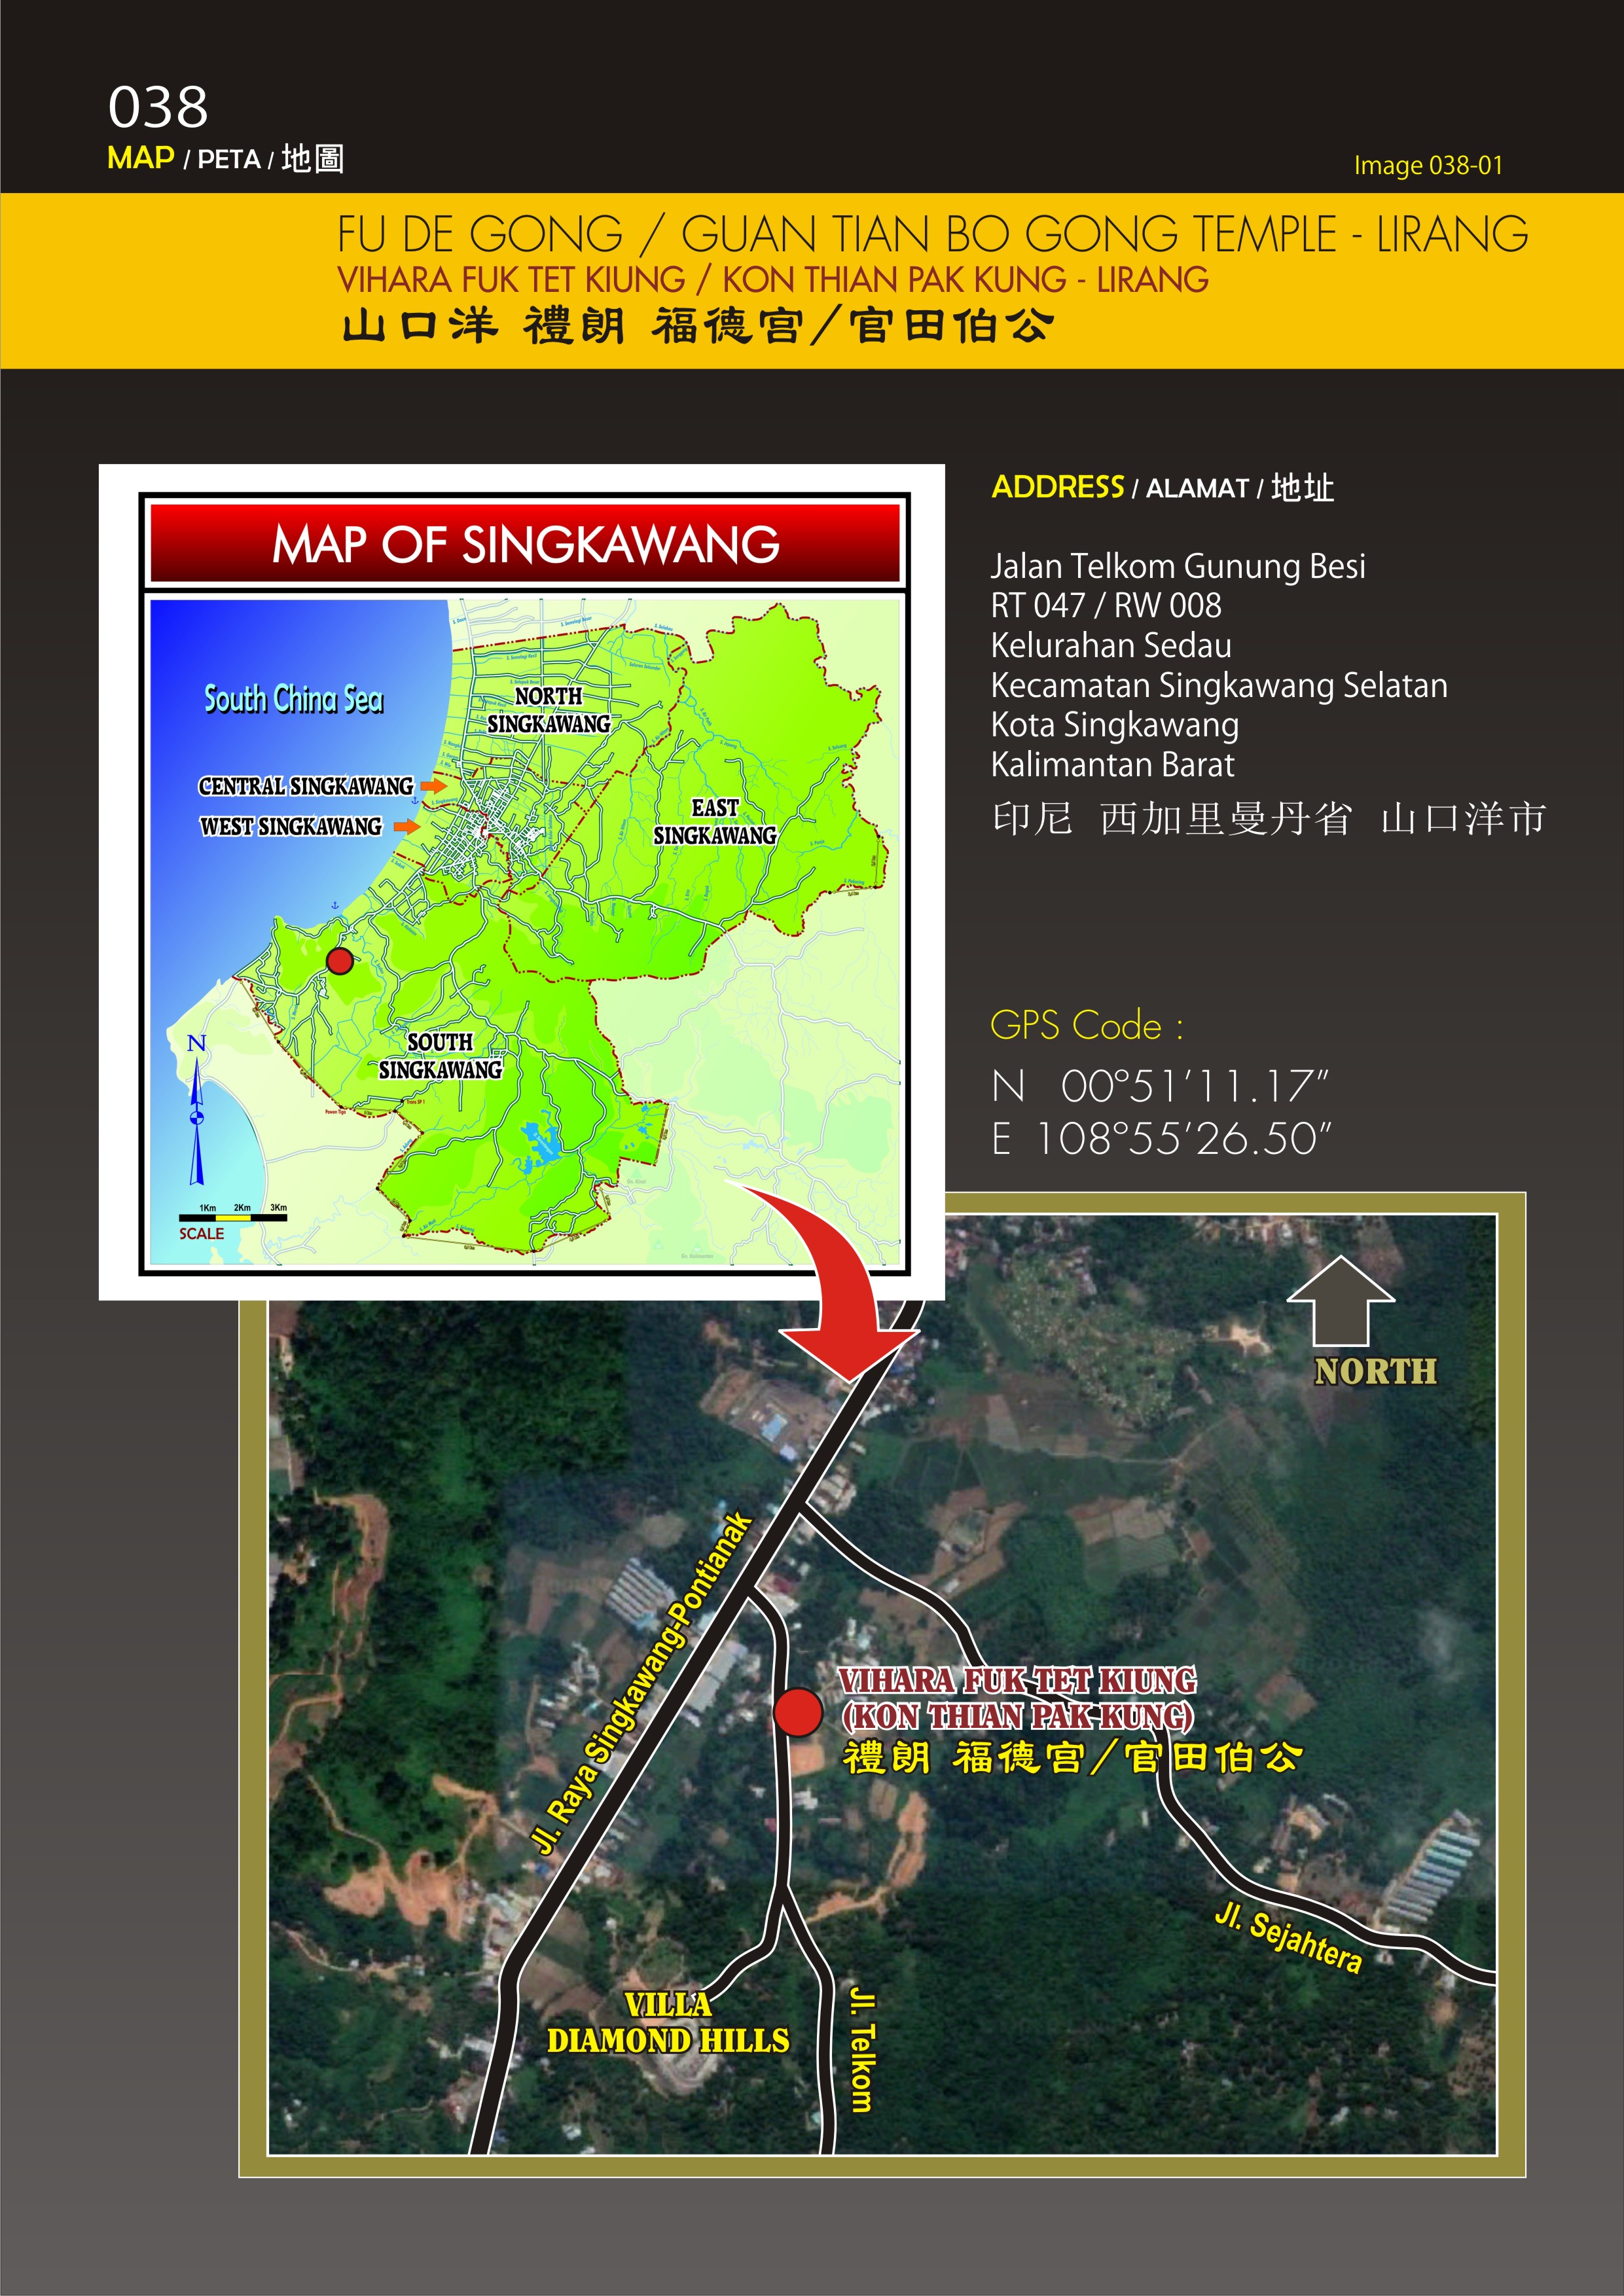 038
MAP / PETA / 地圖
Image 038-01
FU DE GONG / GUAN TIAN BO GONG TEMPLE - LIRANG
VIHARA FUK TET KIUNG / KON THIAN PAK KUNG - LIRANG
山口洋 禮朗 福德宫/官田伯公
MAP OF SINGKAWANG
South China Sea
NORTH
SINGKAWANG
CENTRAL SINGKAWANG
WEST SINGKAWANG
EAST
SINGKAWANG
SOUTH
SINGKAWANG
N
1Km 2Km 3Km
SCALE
ADDRESS / ALAMAT / 地址
Jalan Telkom Gunung Besi
RT 047 / RW 008
Kelurahan Sedau
Kecamatan Singkawang Selatan
Kota Singkawang
Kalimantan Barat
印尼 西加里曼丹省 山口洋市
GPS Code :
N 00°51'11.17"
E 108°55'26.50"
NORTH
Jl. Raya Singkawang-Pontianak
VIHARA FUK TET KIUNG
(KON THIAN PAK KUNG)
禮朗 福德宫/官田伯公
Jl. Sejahtera
VILLA
DIAMOND HILLS
Jl. Telkom